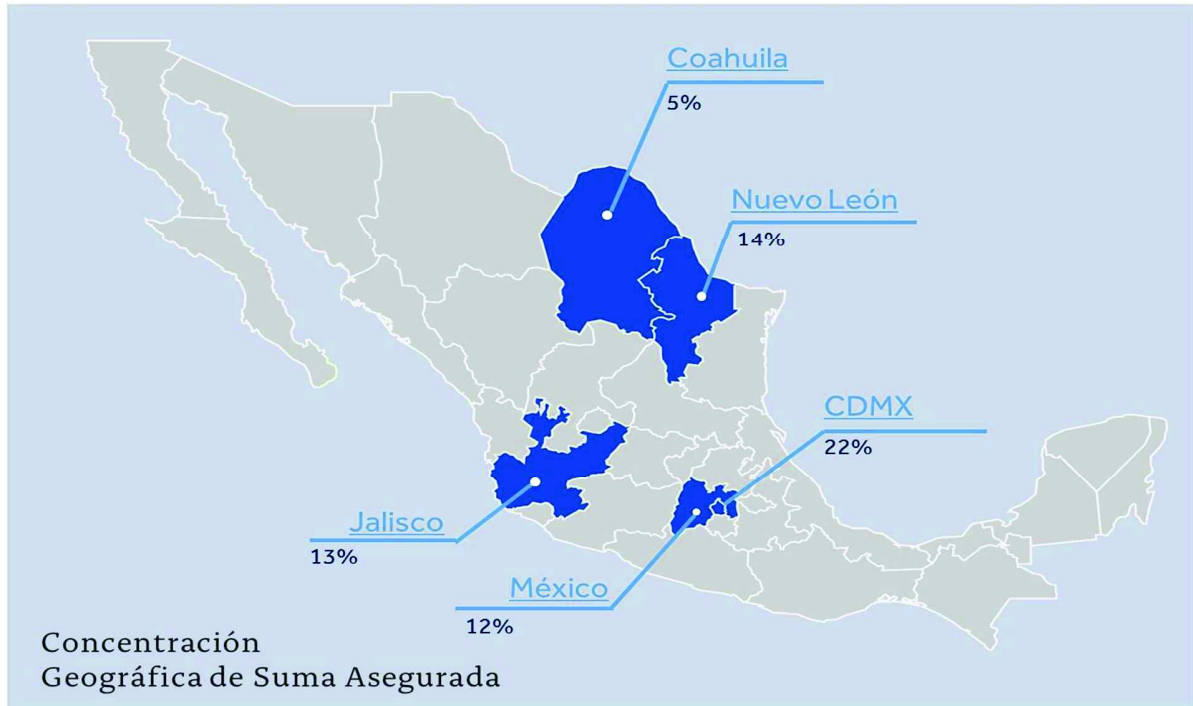 Coahuila
5%
Nuevo León
14%
CDMX
22%
Jalisco
13%
México
12%
Concentración
Geográfica de Suma Asegurada